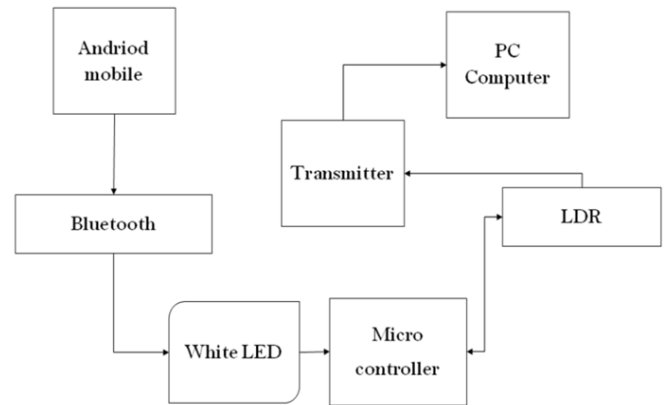 Andriod
mobile
PC
Computer
Transmitter
Bluetooth
LDR
White LED
Micro
controller